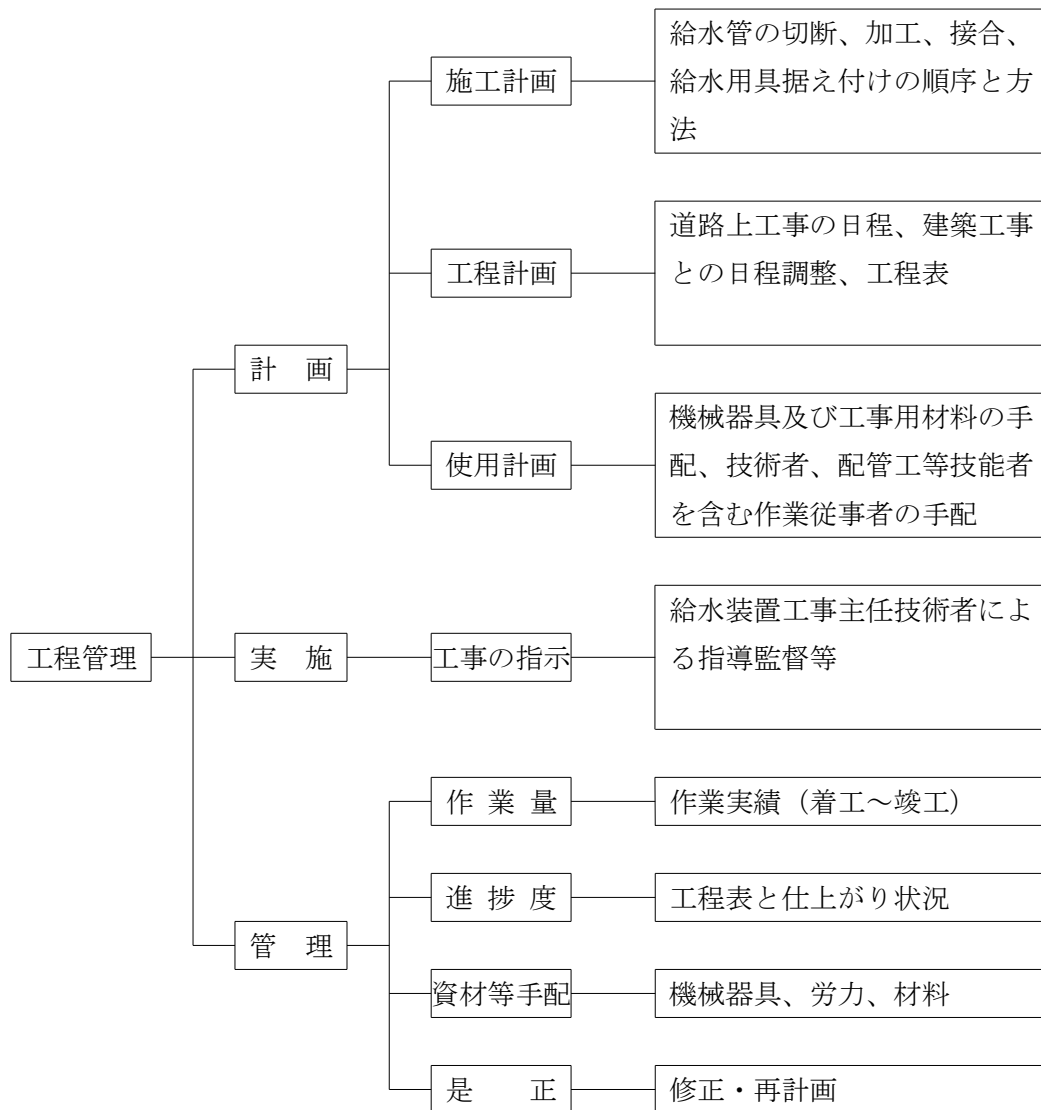 施工計画
給水管の切断、加工、接合、
給水用具据え付けの順序と方
法
工程計画
道路上工事の日程、建築工事
との日程調整、工程表
計　画
使用計画
機械器具及び工事用材料の手
配、技術者、配管工等技能者
を含む作業従事者の手配
工程管理
実　施
工事の指示
給水装置工事主任技術者によ
る指導監督等
作 業 量
作業実績（着工～竣工）
進 捗 度
工程表と仕上がり状況
管　理
資材等手配
機械器具、労力、材料
是　　正
修正・再計画